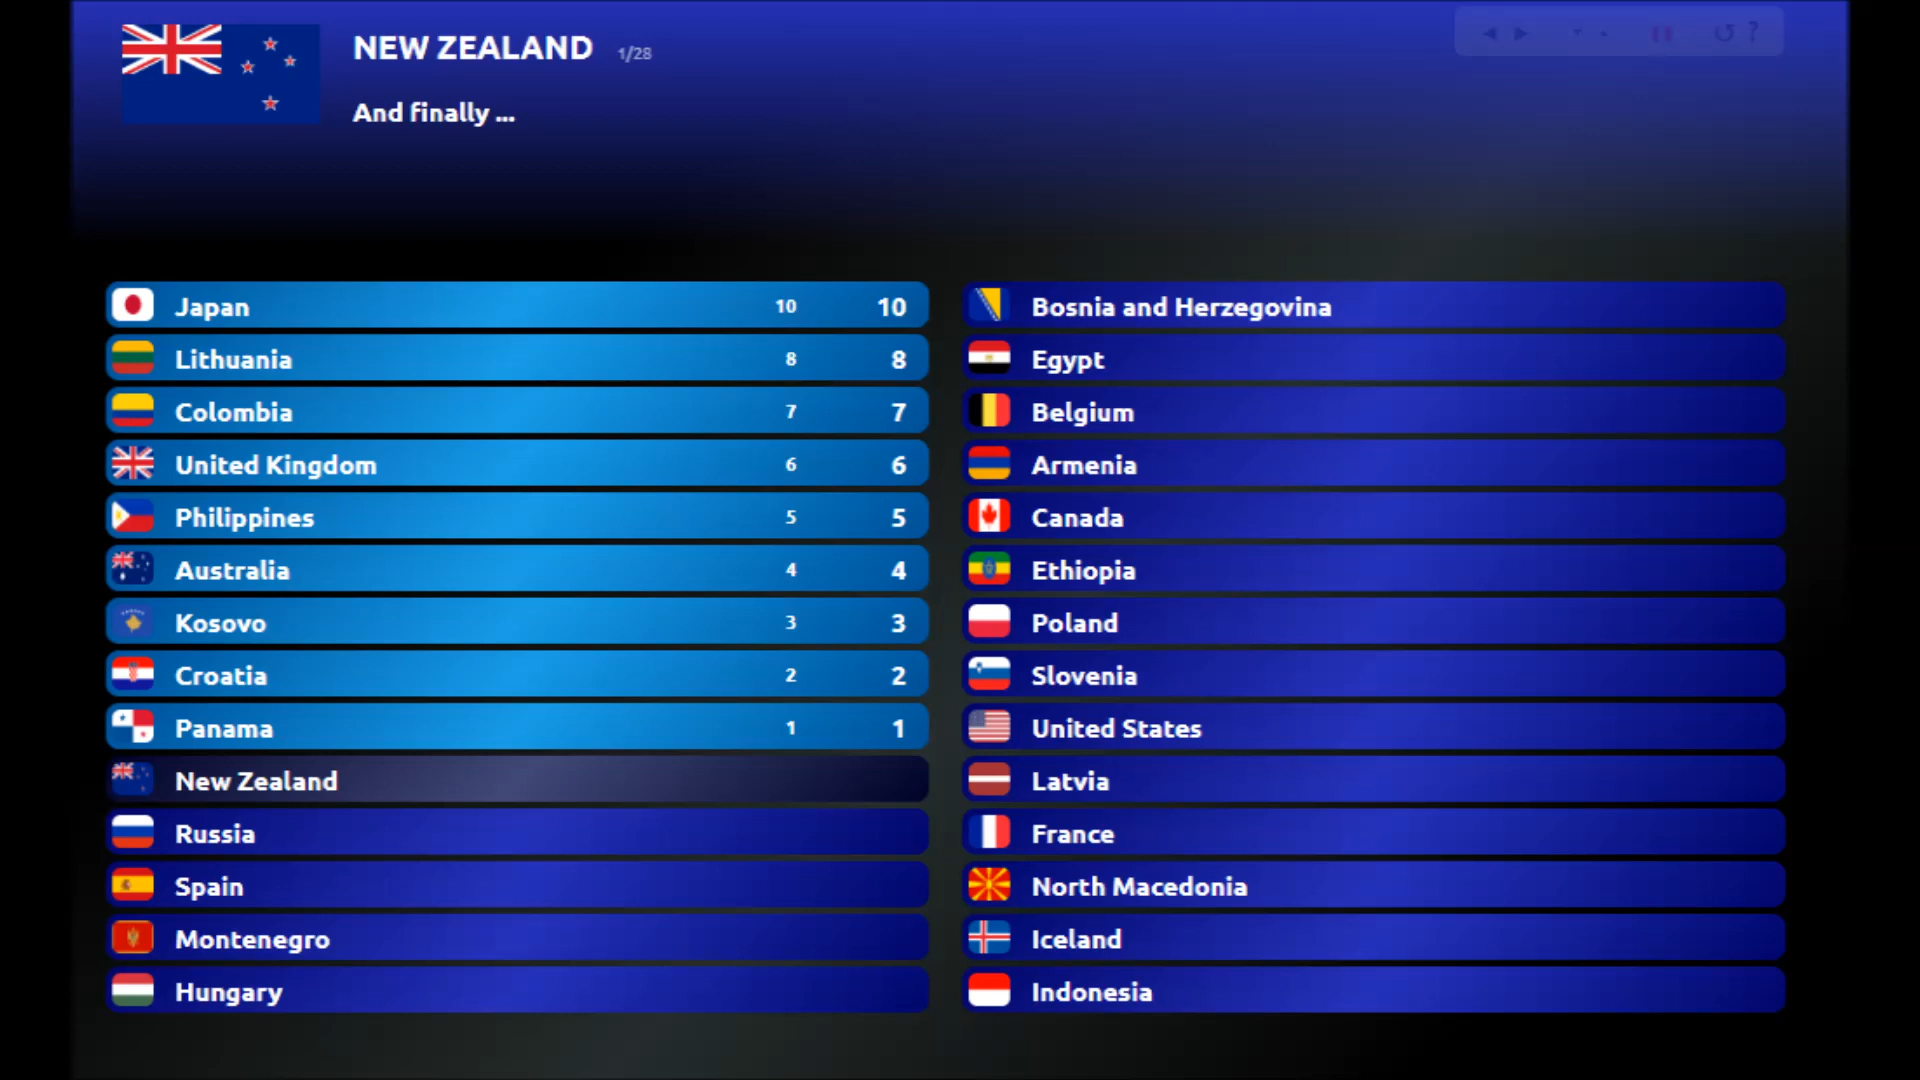 NEW ZEALAND 1/28
And finally ...
?
Japan 10 10
Lithuania 8 8
Colombia 7 7
United Kingdom 6 6
Philippines 5 5
Australia 4 4
Kosovo 3 3
Croatia 2 2
Panama 1 1
New Zealand
Russia
Spain
Montenegro
Hungary
Bosnia and Herzegovina
Egypt
Belgium
Armenia
Canada
Ethiopia
Poland
Slovenia
United States
Latvia
France
North Macedonia
Iceland
Indonesia